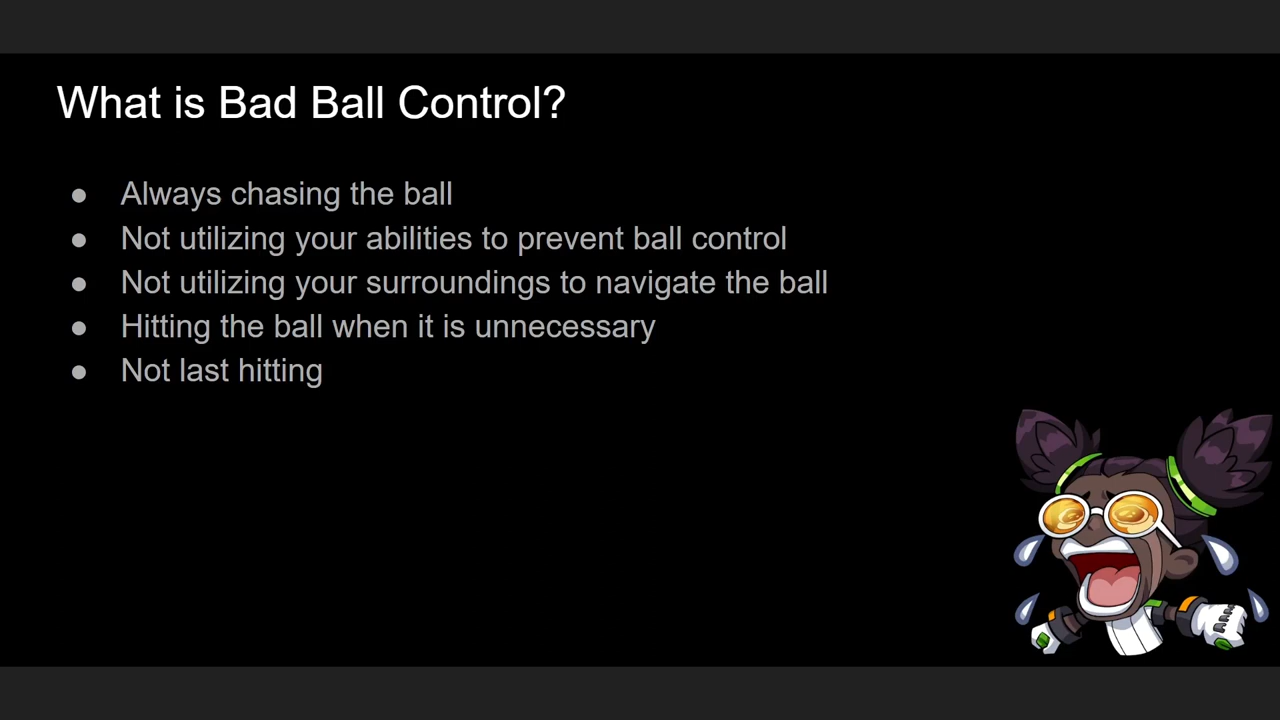 What is Bad Ball Control?
● Always chasing the ball
● Not utilizing your abilities to prevent ball control
● Not utilizing your surroundings to navigate the ball
● Hitting the ball when it is unnecessary
● Not last hitting